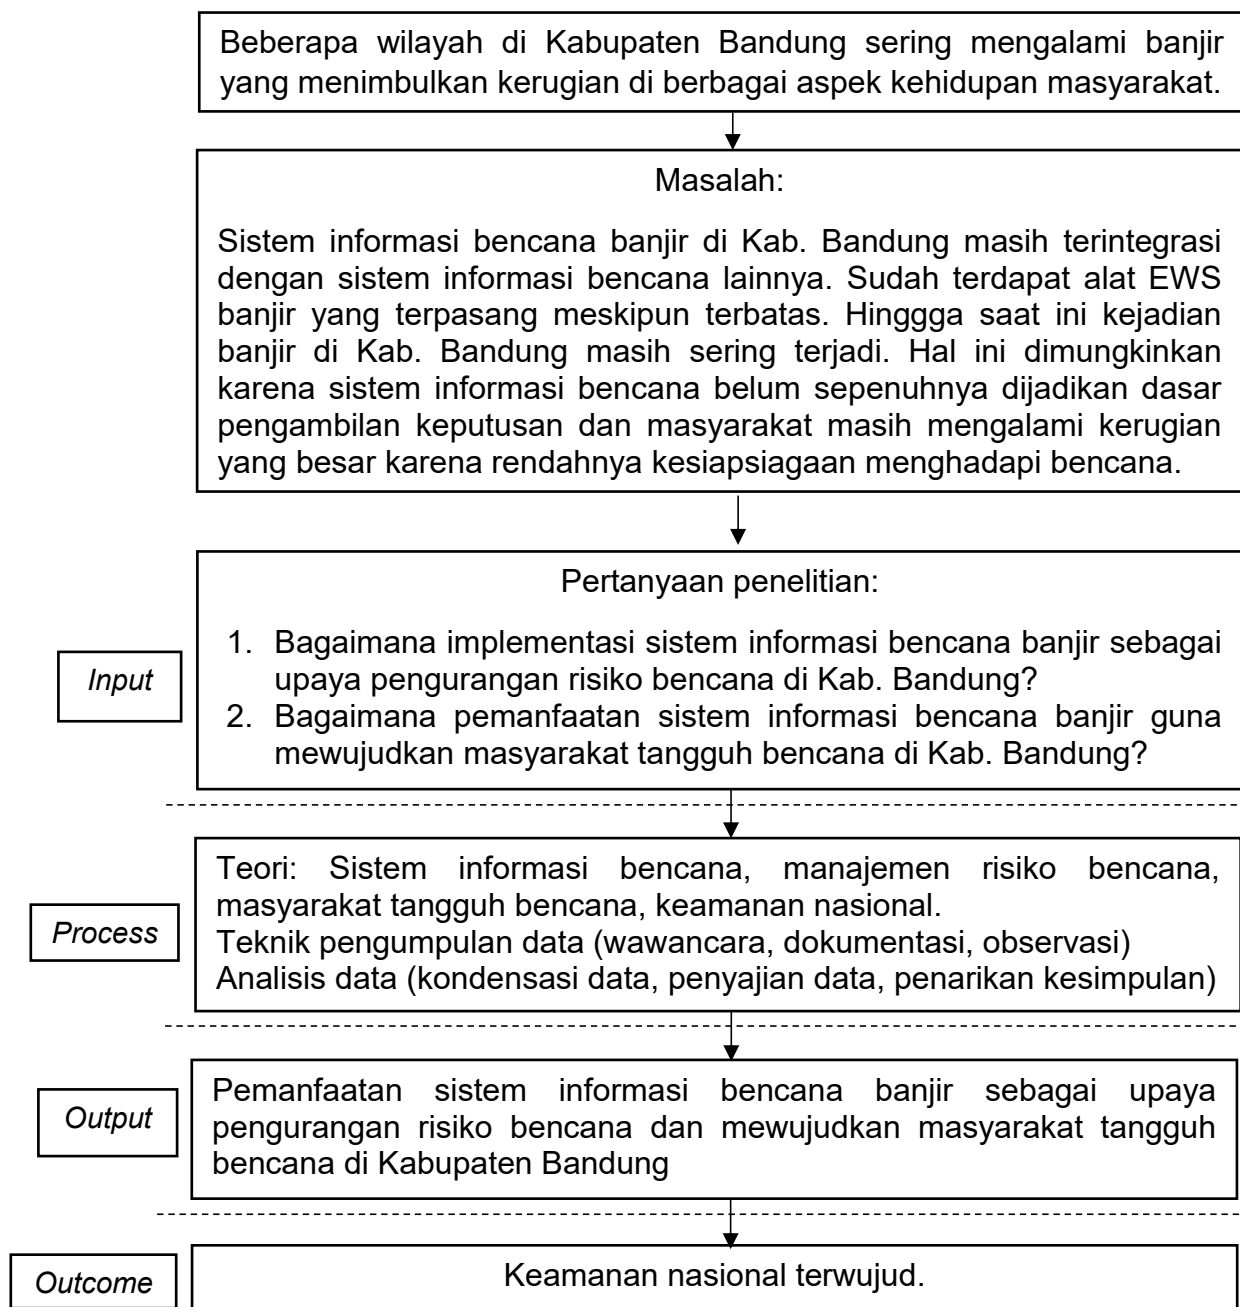 Beberapa wilayah di Kabupaten Bandung sering mengalami banjir
yang menimbulkan kerugian di berbagai aspek kehidupan masyarakat.
Masalah:
Sistem informasi bencana banjir di Kab. Bandung masih terintegrasi
dengan sistem informasi bencana lainnya. Sudah terdapat alat EWS
banjir yang terpasang meskipun terbatas. Hinggga saat ini kejadian
banjir di Kab. Bandung masih sering terjadi. Hal ini dimungkinkan
karena sistem informasi bencana belum sepenuhnya dijadikan dasar
pengambilan keputusan dan masyarakat masih mengalami kerugian
yang besar karena rendahnya kesiapsiagaan menghadapi bencana.
Input
Pertanyaan penelitian:
1. Bagaimana implementasi sistem informasi bencana banjir sebagai
upaya pengurangan risiko bencana di Kab. Bandung?
2. Bagaimana pemanfaatan sistem informasi bencana banjir guna
mewujudkan masyarakat tangguh bencana di Kab. Bandung?
Process
Teori: Sistem informasi bencana, manajemen risiko bencana,
masyarakat tangguh bencana, keamanan nasional.
Teknik pengumpulan data (wawancara, dokumentasi, observasi)
Analisis data (kondensasi data, penyajian data, penarikan kesimpulan)
Output
Pemanfaatan sistem informasi bencana banjir sebagai upaya
pengurangan risiko bencana dan mewujudkan masyarakat tangguh
bencana di Kabupaten Bandung
Outcome
Keamanan nasional terwujud.